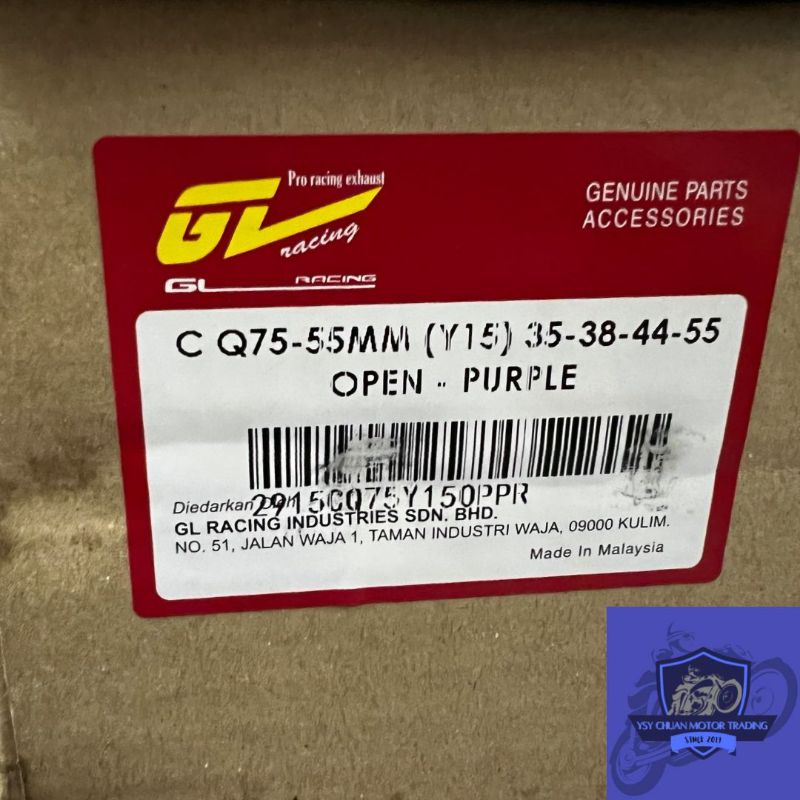 Pro racing exhaust
GL
racing
GL RACING
GENUINE PARTS
ACCESSORIES
C Q75-55MM (Y15) 35-38-44-55
OPEN - PURPLE
2915CQ75Y150PPR
Diedarkan
GL RACING INDUSTRIES SDN. BHD.
NO. 51, JALAN WAJA 1, TAMAN INDUSTRI WAJA, 09000 KULIM.
Made In Malaysia
YSY CHUAN MOTOR TRADING
SINCE 2017